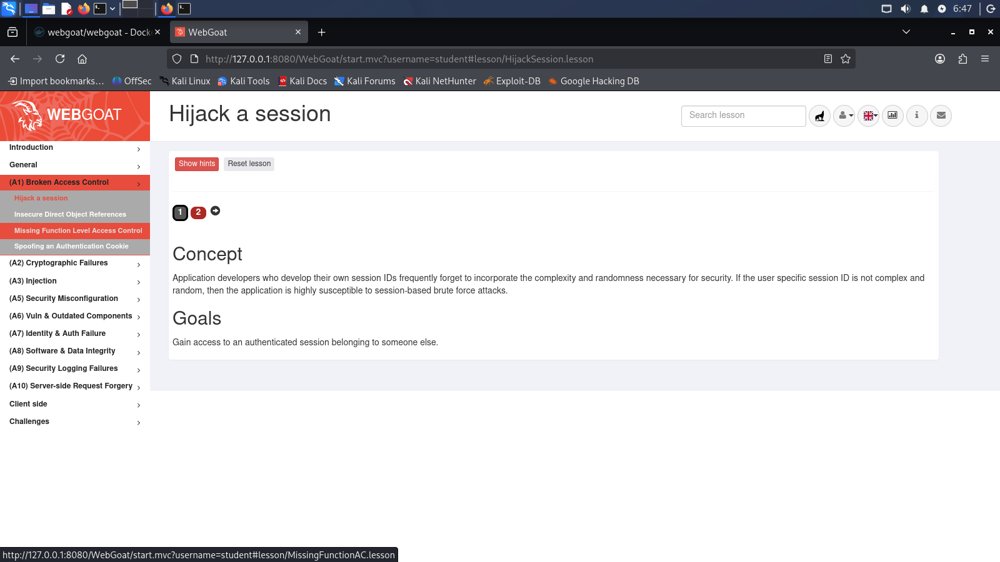 6:47
webgoat/webgoat - Dock
WebGoat
http://127.0.0.1:8080/WebGoat/start.mvc?username=student#lesson/HijackSession.lesson
Import bookmarks… OffSec Kali Linux Kali Tools Kali Docs Kali Forums Kali NetHunter Exploit-DB Google Hacking DB
WEBGOAT
Hijack a session
Search lesson
Introduction
General
(A1) Broken Access Control
Hijack a session
Insecure Direct Object References
Missing Function Level Access Control
Spoofing an Authentication Cookie
(A2) Cryptographic Failures
(A3) Injection
(A5) Security Misconfiguration
(A6) Vuln & Outdated Components
(A7) Identity & Auth Failure
(A8) Software & Data Integrity
(A9) Security Logging Failures
(A10) Server-side Request Forgery
Client side
Challenges
Show hints Reset lesson
1 2
Concept
Application developers who develop their own session IDs frequently forget to incorporate the complexity and randomness necessary for security. If the user specific session ID is not complex and
random, then the application is highly susceptible to session-based brute force attacks.
Goals
Gain access to an authenticated session belonging to someone else.
http://127.0.0.1:8080/WebGoat/start.mvc?username=student#lesson/MissingFunctionAC.lesson